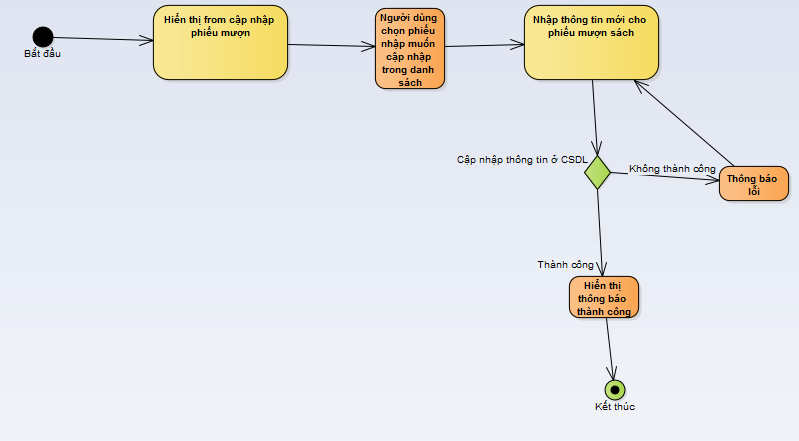 Bắt đầu
Hiển thị from cập nhập
phiếu mượn
Người dùng
chọn phiếu
nhập muốn
cập nhập
trong danh
sách
Nhập thông tin mới cho
phiếu mượn sách
Cập nhập thông tin ở CSDL
Không thành công
Thông báo
lỗi
Thành công
Hiển thị
thông báo
thành công
Kết thúc